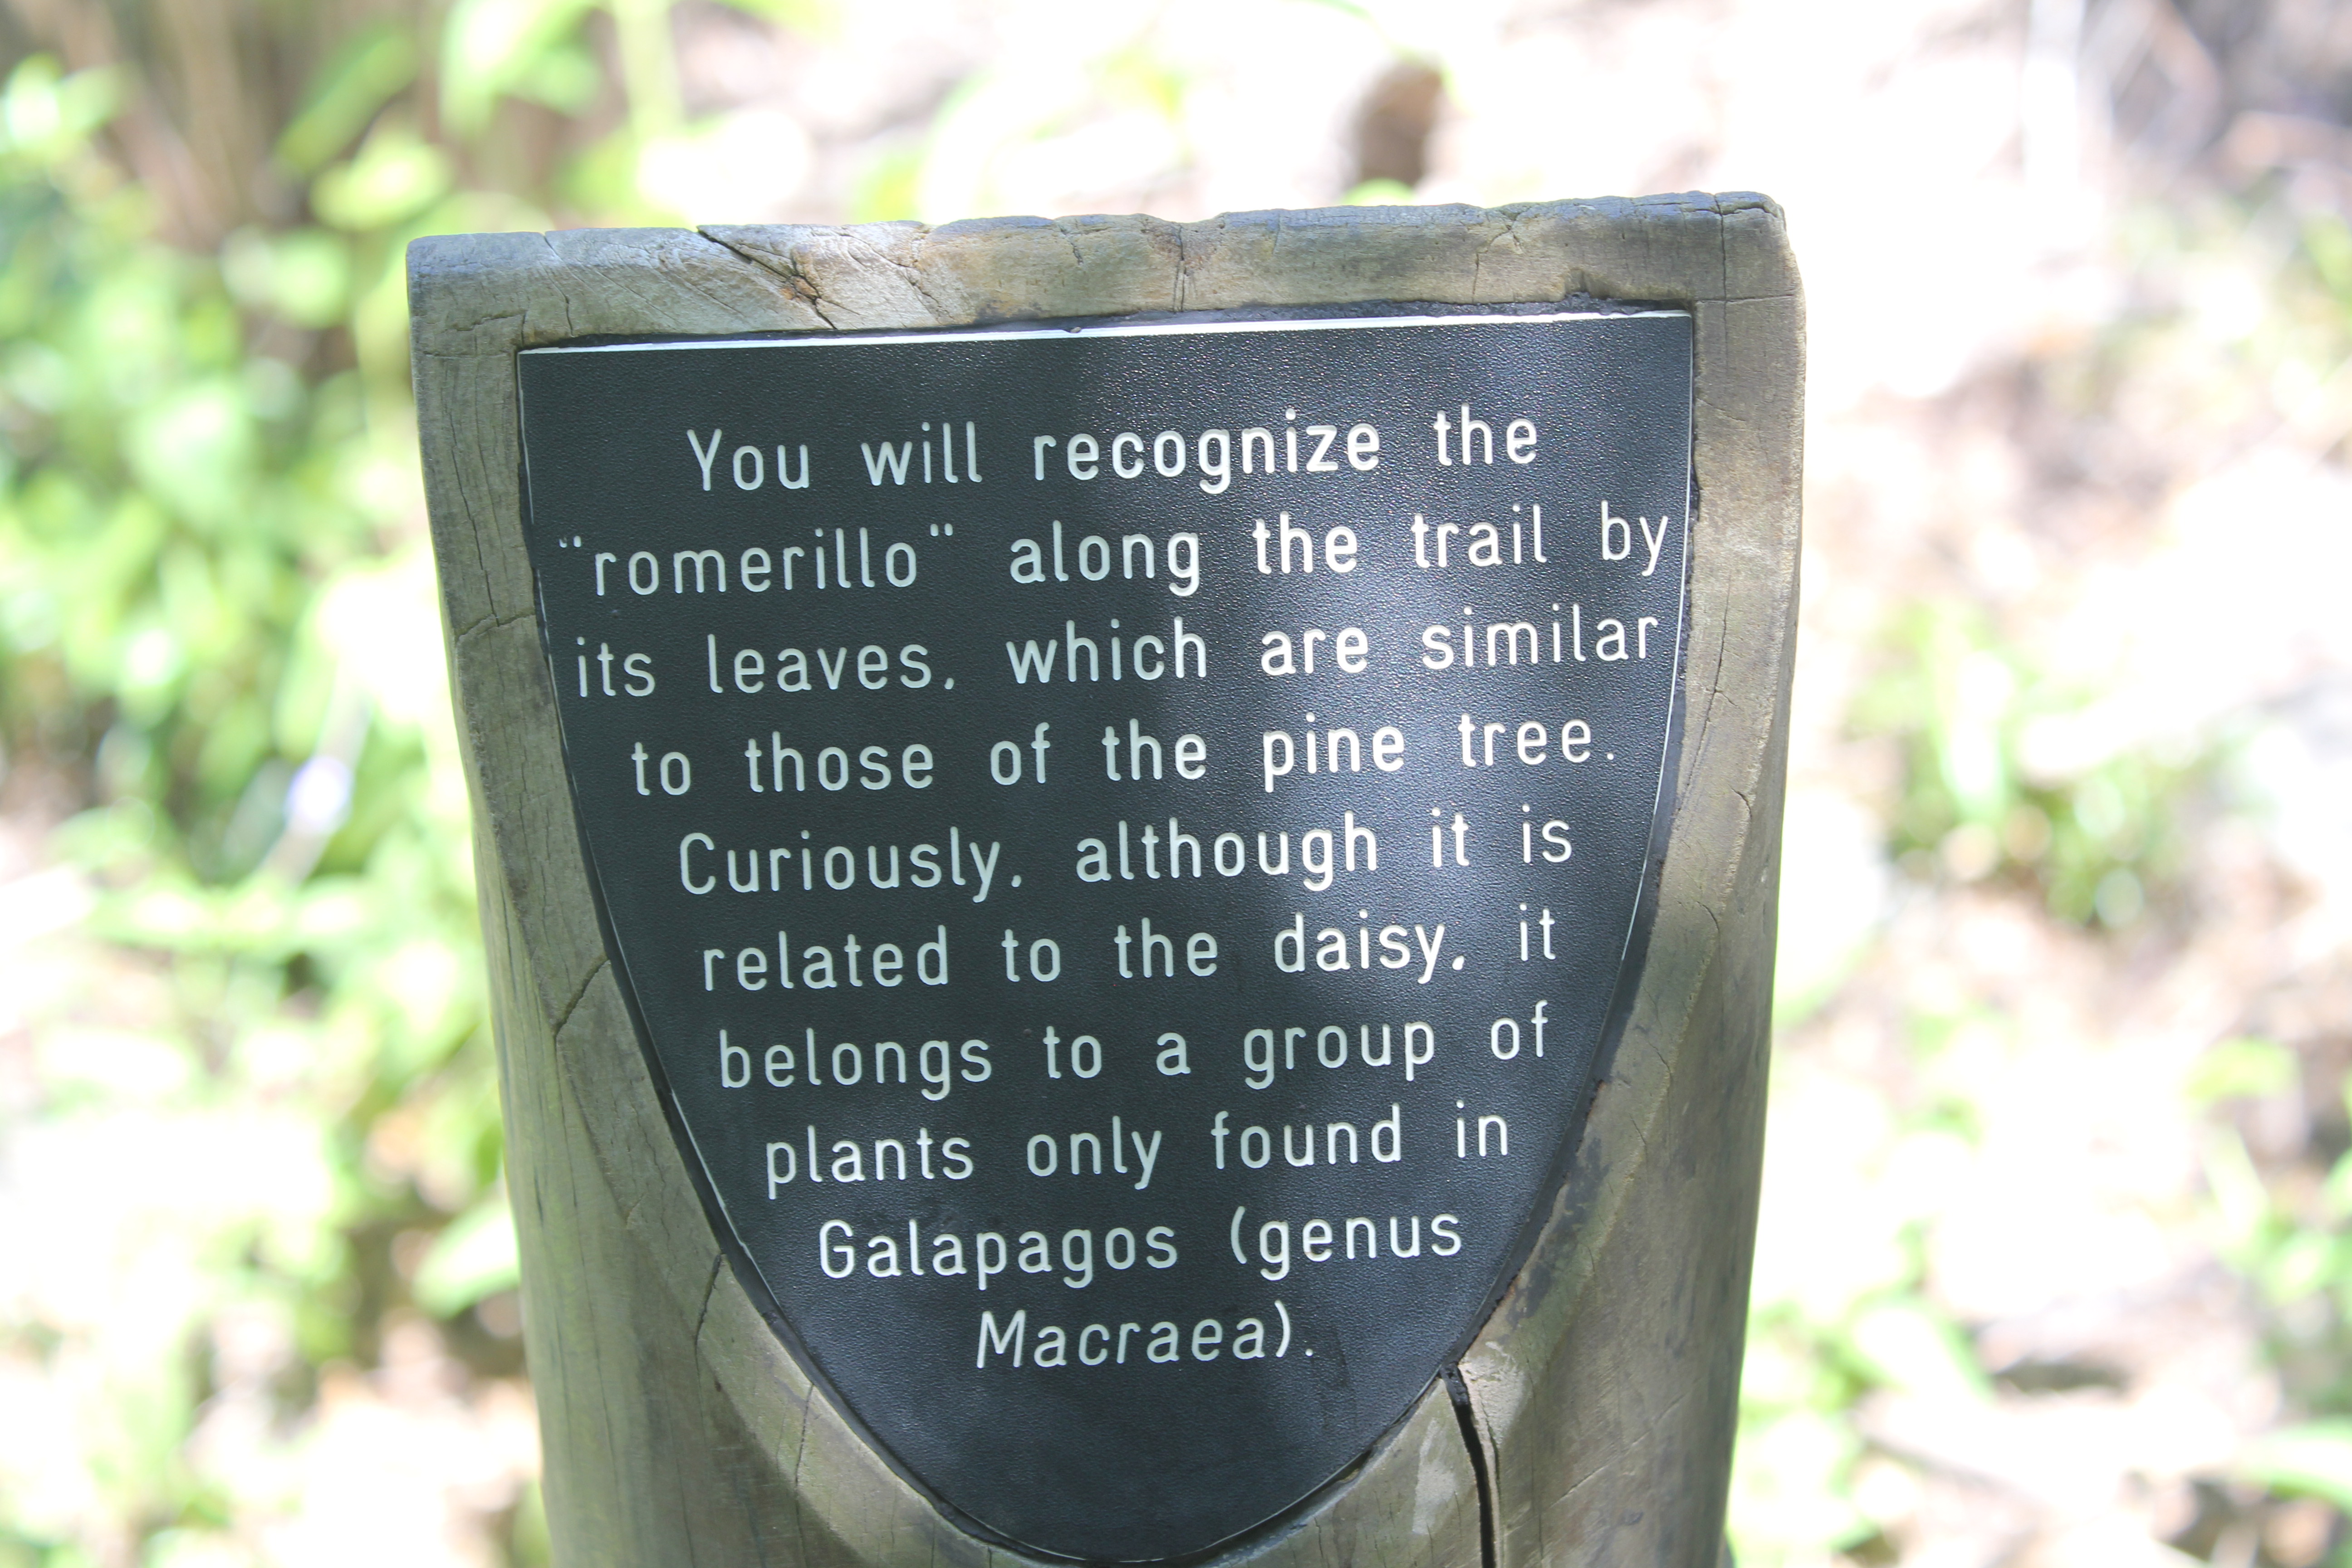 You will recognize the
"romerillo" along the trail by
its leaves, which are similar
to those of the pine tree.
Curiously, although it is
related to the daisy, it
belongs to a group of
plants only found in
Galapagos (genus
Macraea).